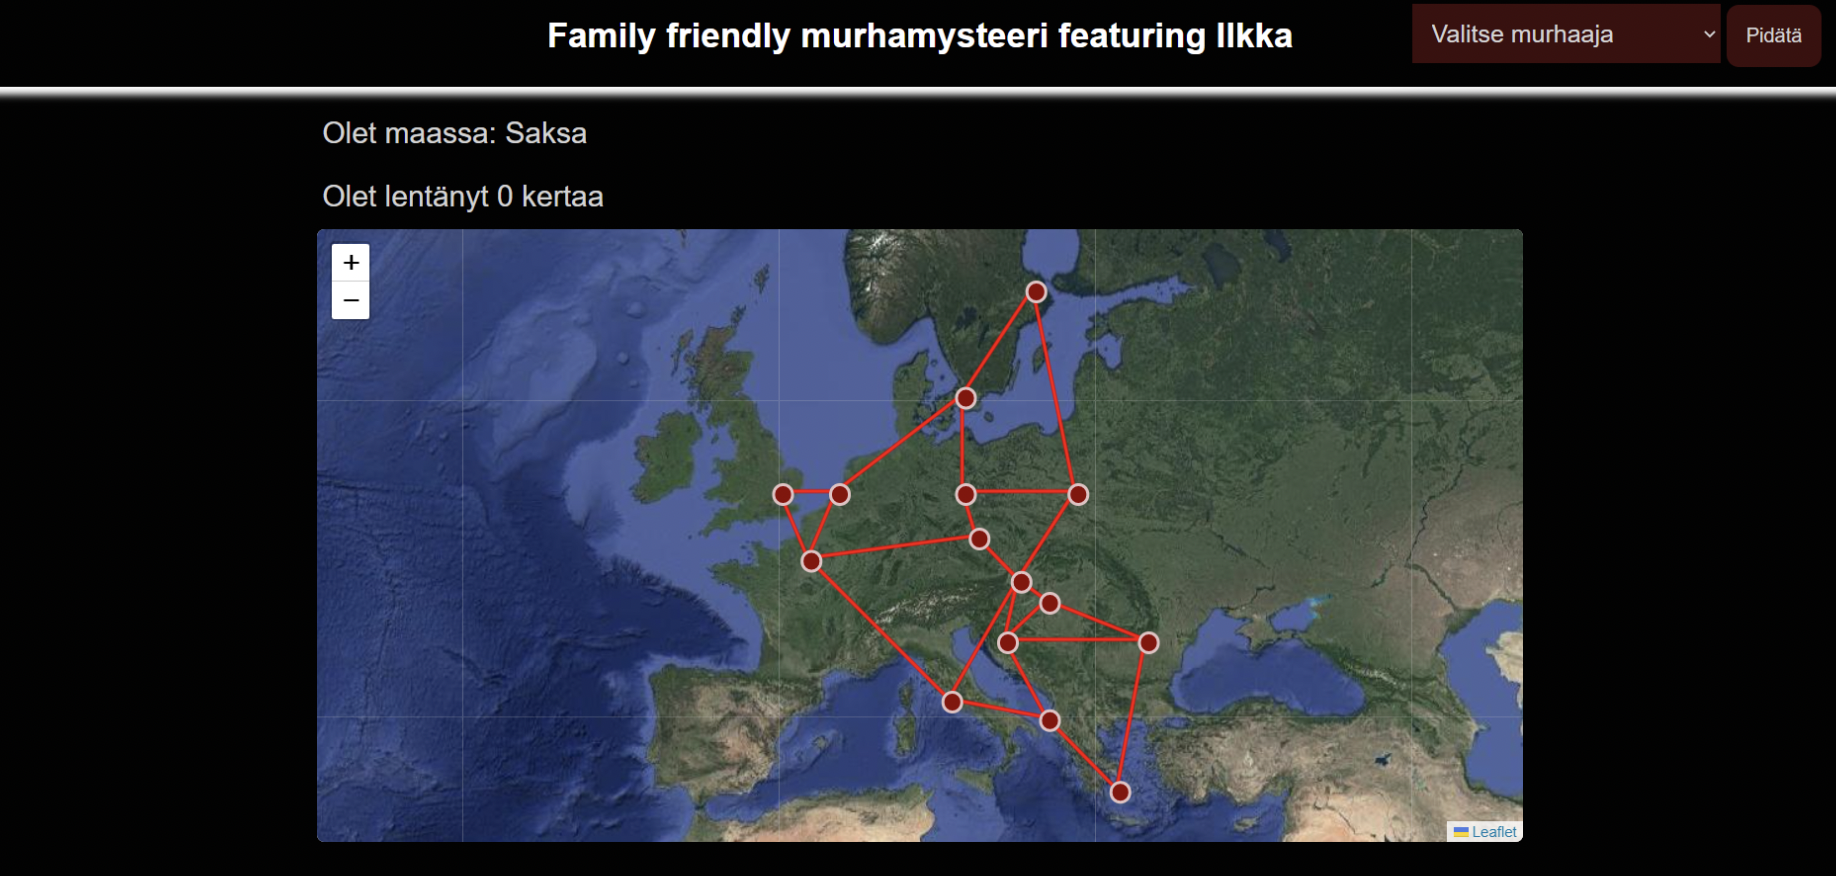 Family friendly murhamysteeri featuring Ilkka
Valitse murhaaja
Pidätä
Olet maassa: Saksa
Olet lentänyt 0 kertaa
+
−
Leaflet